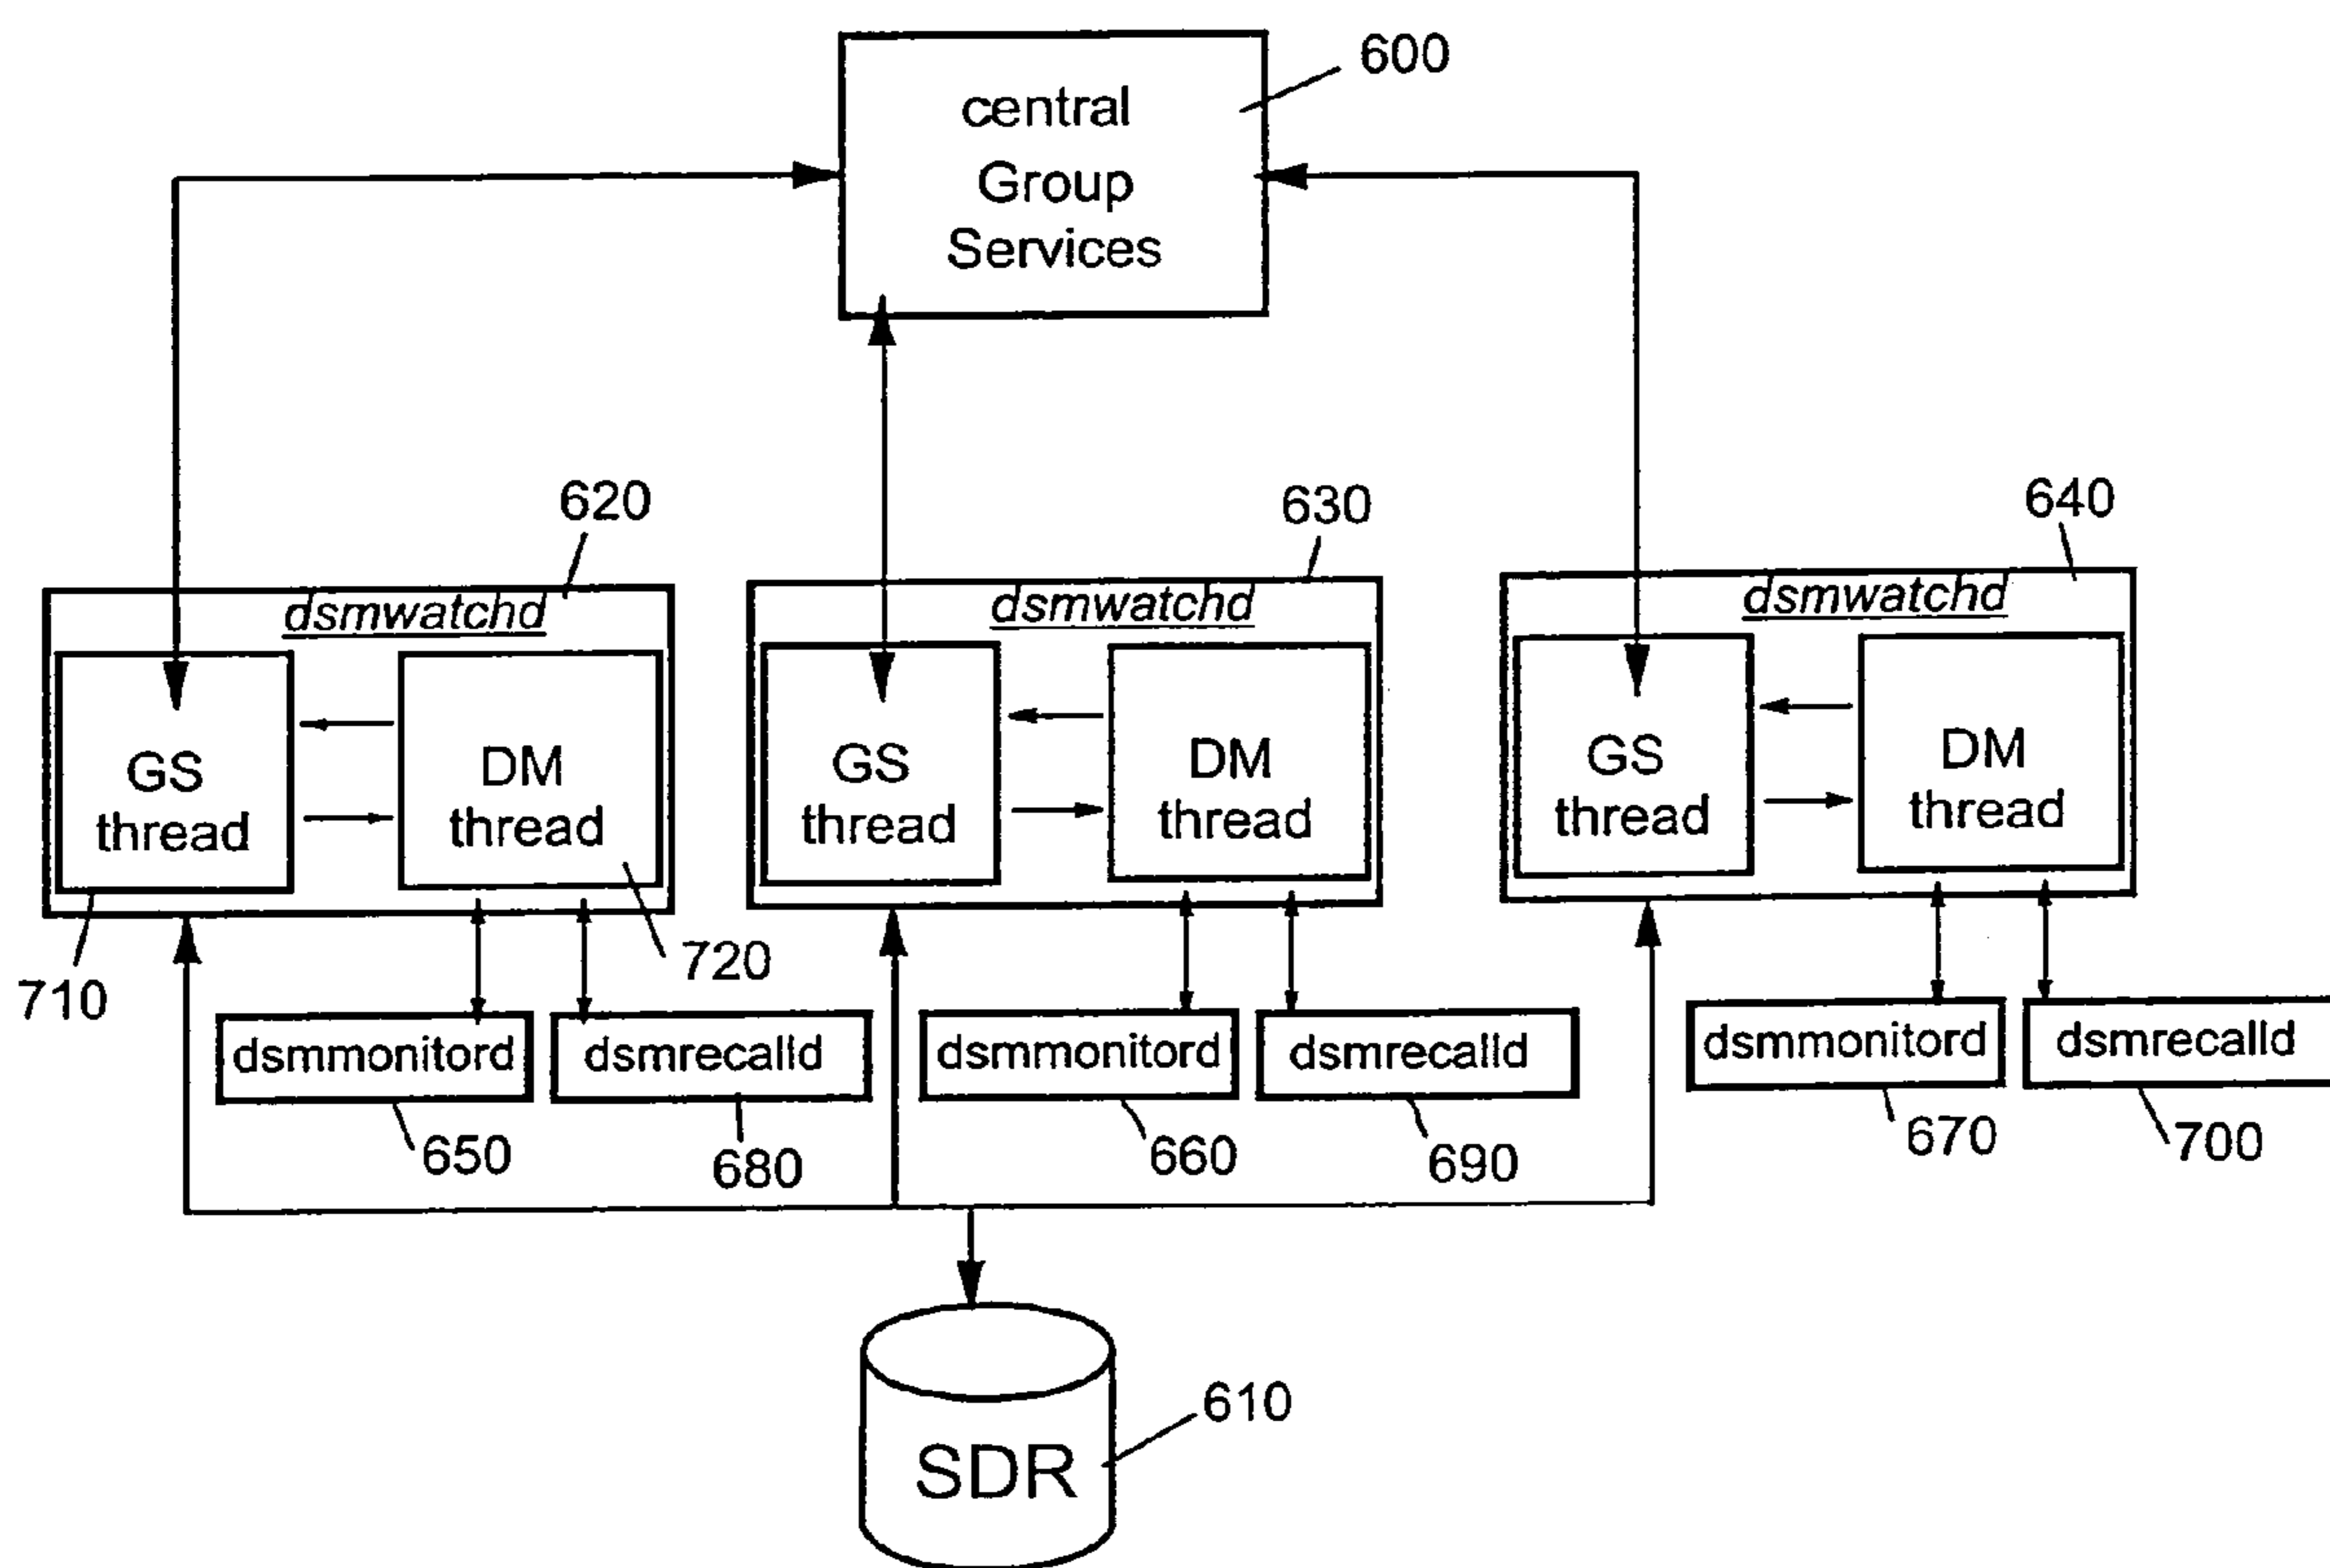 600
central
Group
Services
620
630
640
dsmwatchd
dsmwatchd
dsmwatchd
GS
thread
DM
thread
GS
thread
DM
thread
GS
thread
DM
thread
710
720
dsmmonitord
dsmrecalld
dsmmonitord
dsmrecalld
dsmmonitord
dsmrecalld
650
680
660
690
670
700
610
SDR